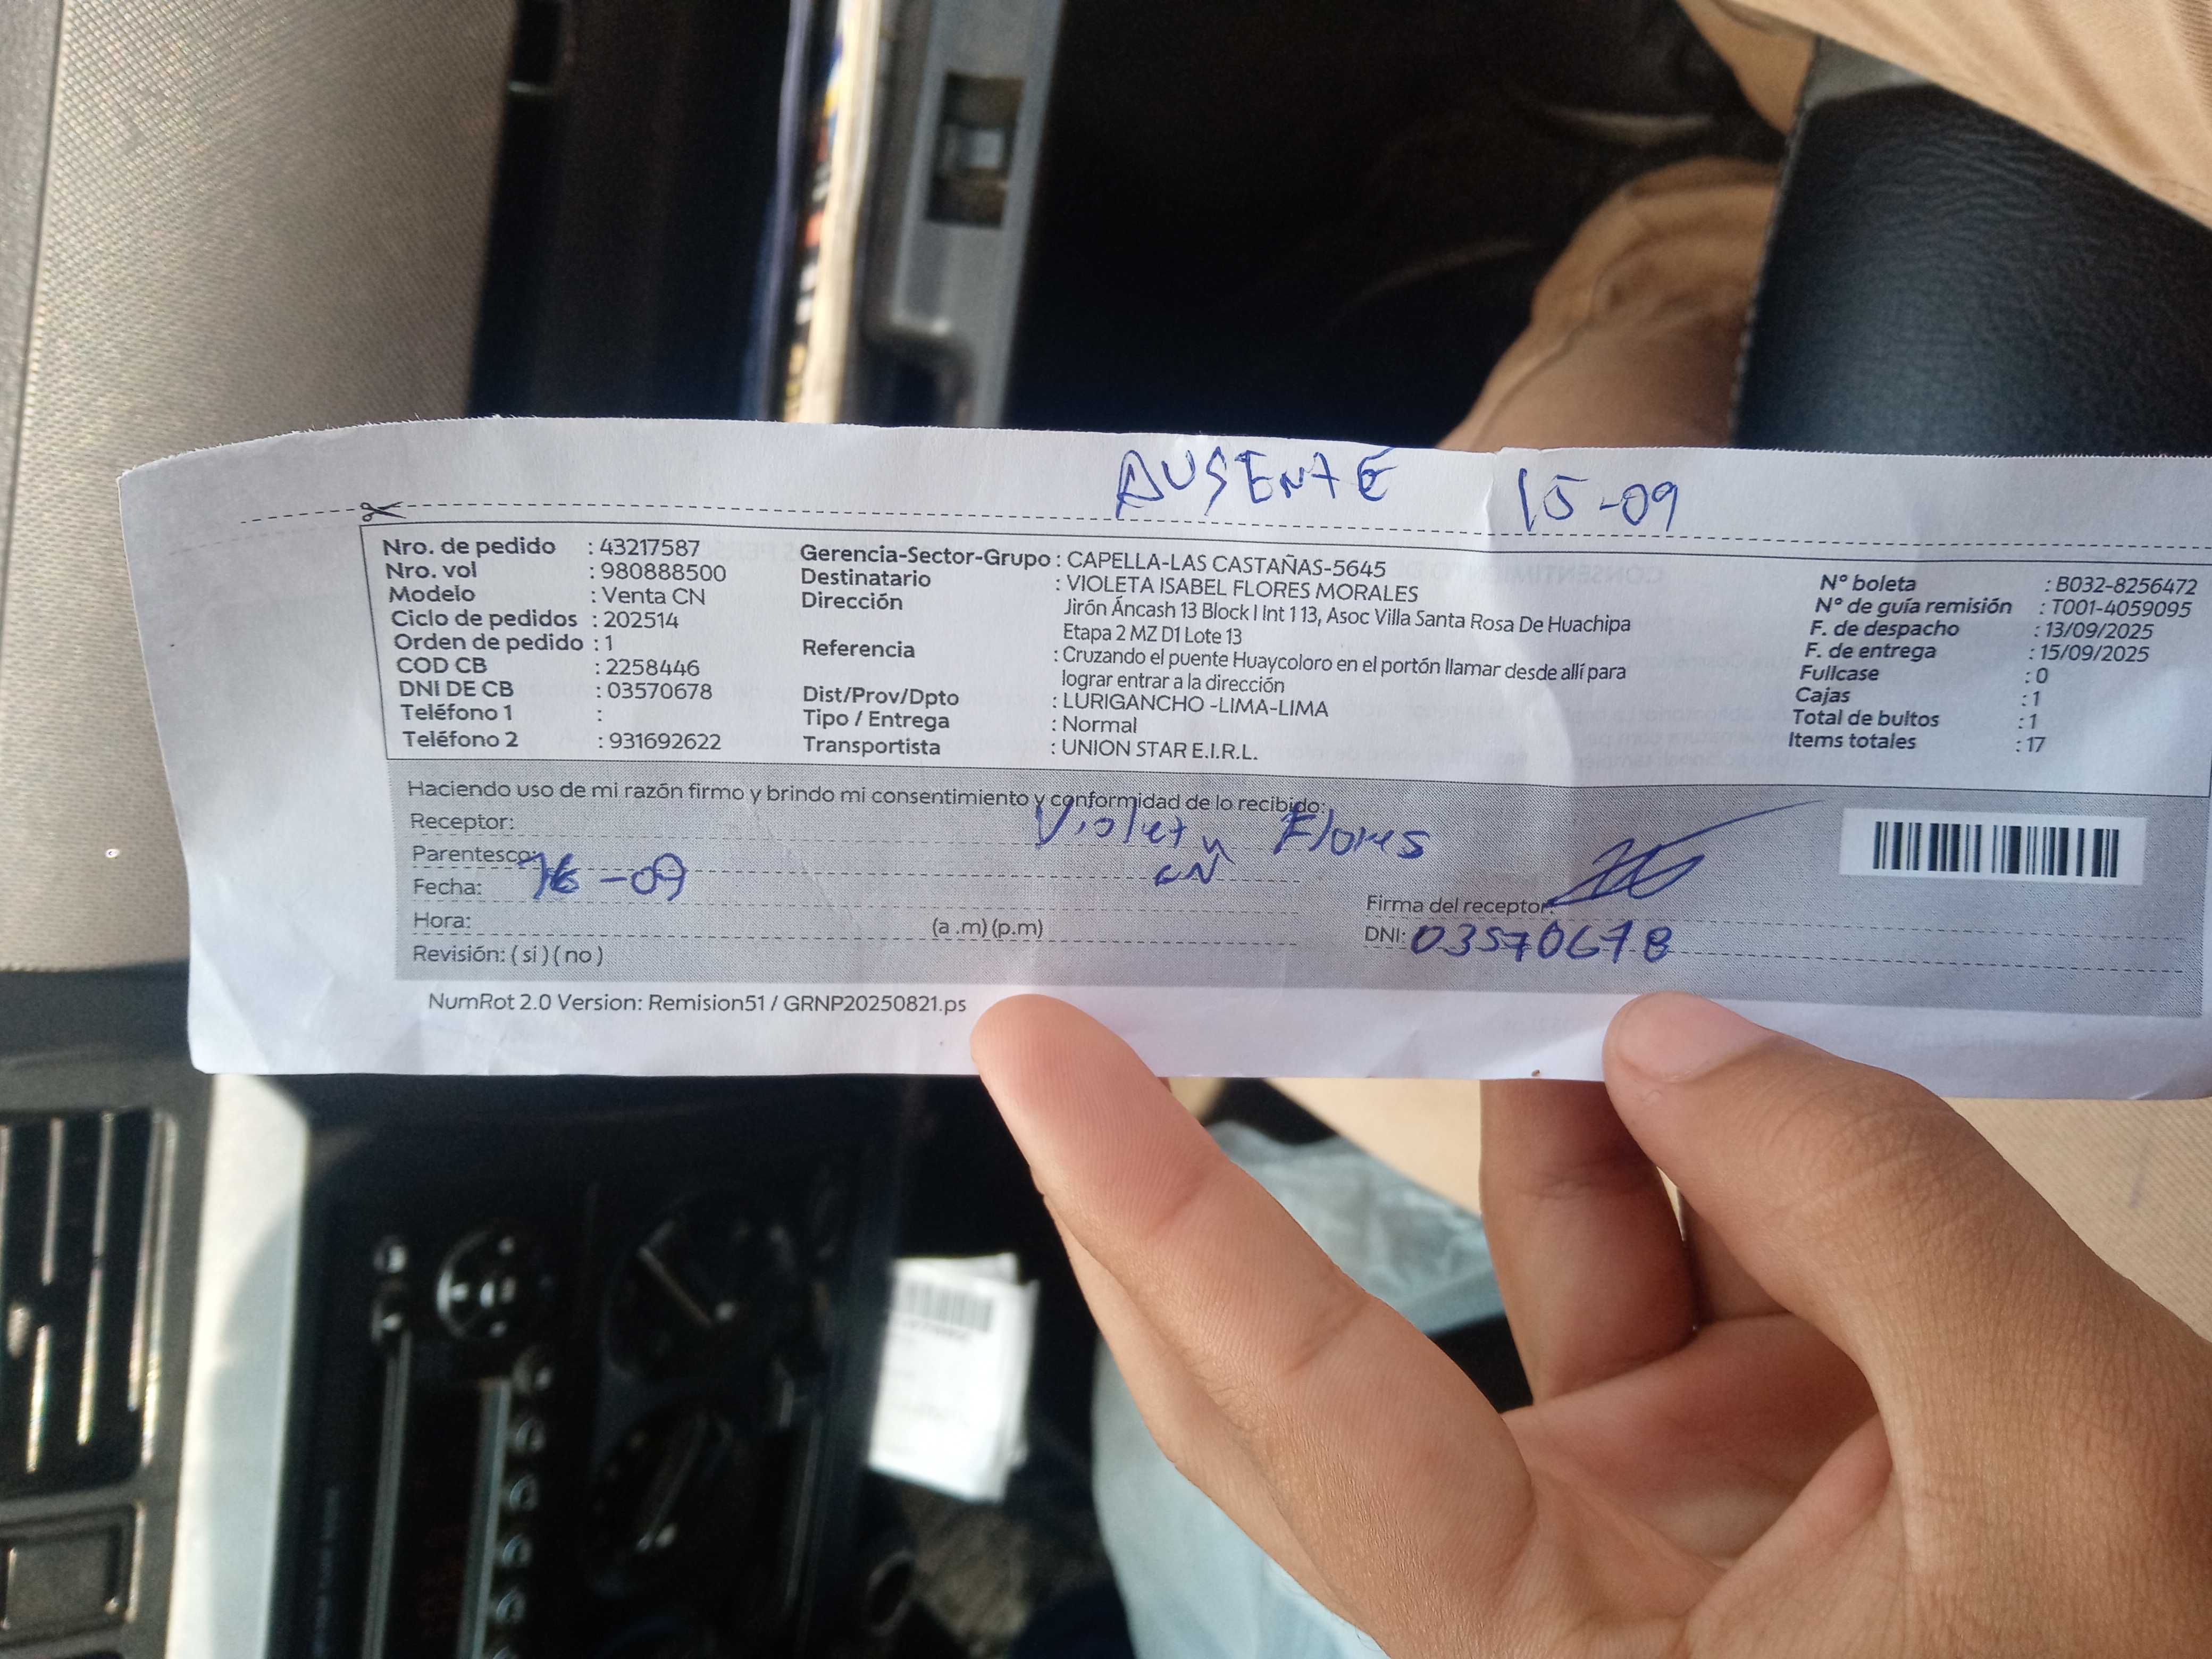 AUSENTE 15-09
Nro. de pedido : 43217587
Nro. vol : 980888500
Modelo : Venta CN
Ciclo de pedidos : 202514
Orden de pedido : 1
COD CB : 2258446
DNI DE CB : 03570678
Teléfono 1 :
Teléfono 2 : 931692622
Gerencia-Sector-Grupo : CAPELLA-LAS CASTAÑAS-5645
Destinatario : VIOLETA ISABEL FLORES MORALES
Dirección Jirón Áncash 13 Block I Int 113, Asoc Villa Santa Rosa De Huachipa
Etapa 2 MZ D1 Lote 13
Referencia : Cruzando el puente Huaycoloro en el portón llamar desde allí para
lograr entrar a la dirección
Dist/Prov/Dpto : LURIGANCHO -LIMA-LIMA
Tipo / Entrega : Normal
Transportista : UNION STAR E.I.R.L.
N° boleta : B032-8256472
N° de guía remisión : T001-4059095
F. de despacho : 13/09/2025
F. de entrega : 15/09/2025
Fullcase : 0
Cajas : 1
Total de bultos : 1
Items totales : 17
Haciendo uso de mi razón firmo y brindo mi consentimiento y conformidad de lo recibido:
Receptor: Violeta Flores
Parentesco: CN
Fecha: 16-09
Hora: (a .m) (p.m)
Revisión: ( si ) ( no )
Firma del receptor:
DNI: 03570678
NumRot 2.0 Version: Remision51 / GRNP20250821.ps